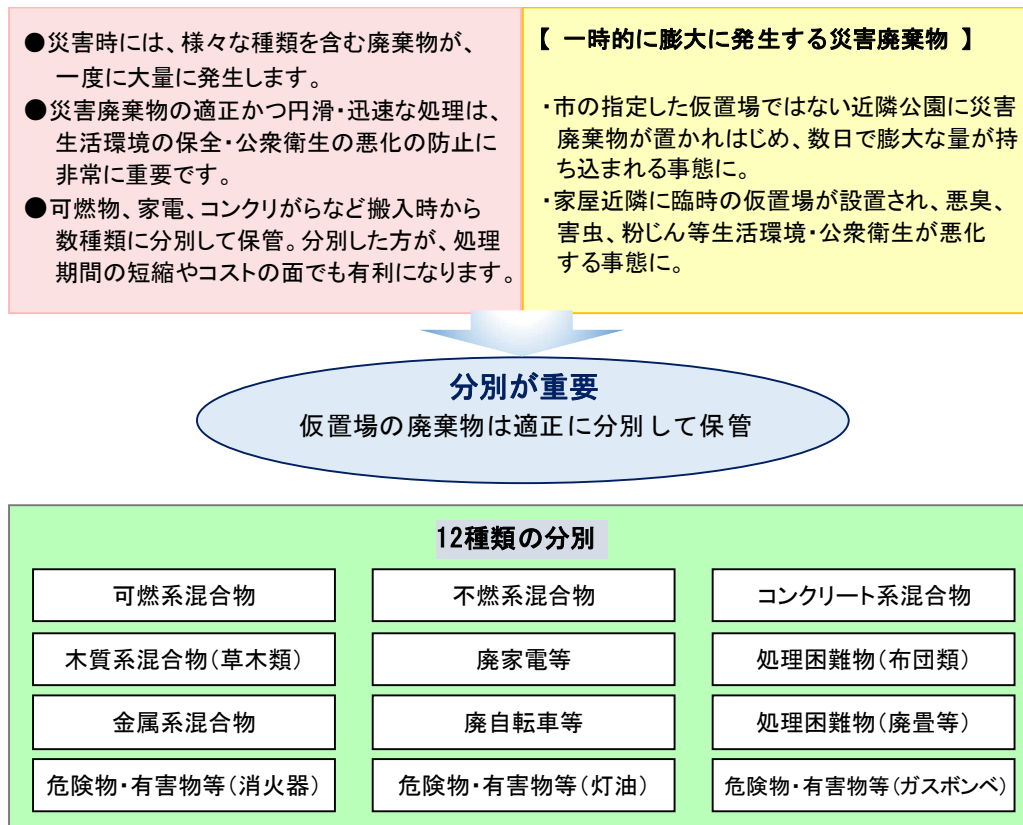 ●災害時には、様々な種類を含む廃棄物が、
一度に大量に発生します。
●災害廃棄物の適正かつ円滑・迅速な処理は、
生活環境の保全・公衆衛生の悪化の防止に
非常に重要です。
●可燃物、家電、コンクリがらなど搬入時から
数種類に分別して保管。分別した方が、処理
期間の短縮やコストの面でも有利になります。
【 一時的に膨大に発生する災害廃棄物 】
・市の指定した仮置場ではない近隣公園に災害
廃棄物が置かれはじめ、数日で膨大な量が持
ち込まれる事態に。
・家屋近隣に臨時の仮置場が設置され、悪臭、
害虫、粉じん等生活環境・公衆衛生が悪化
する事態に。
分別が重要
仮置場の廃棄物は適正に分別して保管
12種類の分別
可燃系混合物
不燃系混合物
コンクリート系混合物
木質系混合物(草木類)
廃家電等
処理困難物(布団類)
金属系混合物
廃自転車等
処理困難物(廃畳等)
危険物・有害物等(消火器)
危険物・有害物等(灯油)
危険物・有害物等(ガスボンベ)